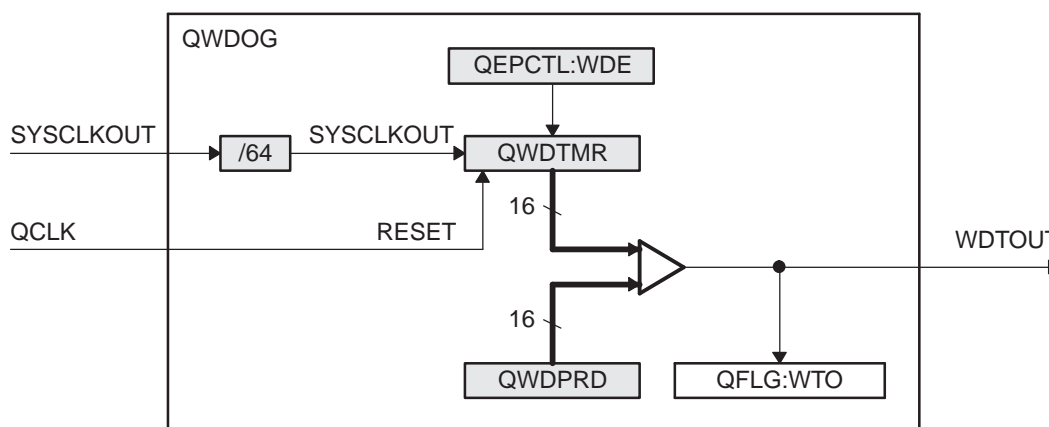 QWDOG
QEPCTL:WDE
SYSCLKOUT
/64
SYSCLKOUT
QWDTMR
16
QCLK
RESET
WDTOUT
16
QWDPRD
QFLG:WTO